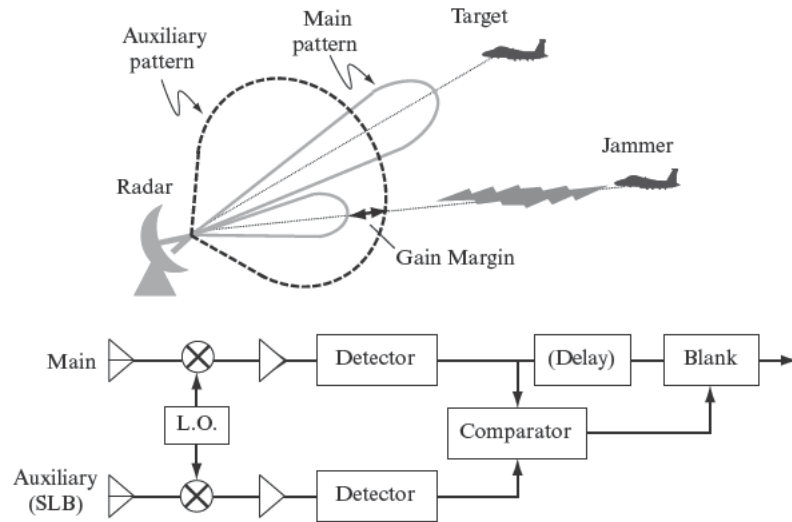 Target
Main
pattern
Auxiliary
pattern
Jammer
Radar
Gain Margin
Main
Detector
(Delay)
Blank
L.O.
Comparator
Auxiliary
(SLB)
Detector